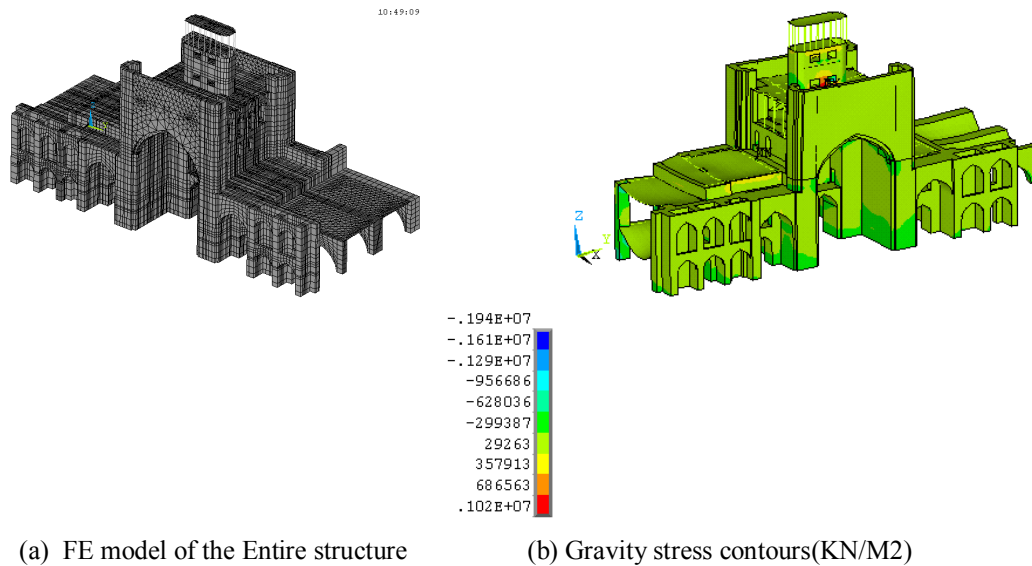 10:49:09
Z
Y
X
-.194E+07
-.161E+07
-.129E+07
-956686
-628036
-299387
29263
357913
686563
.102E+07
(a) FE model of the Entire structure
(b) Gravity stress contours(KN/M2)